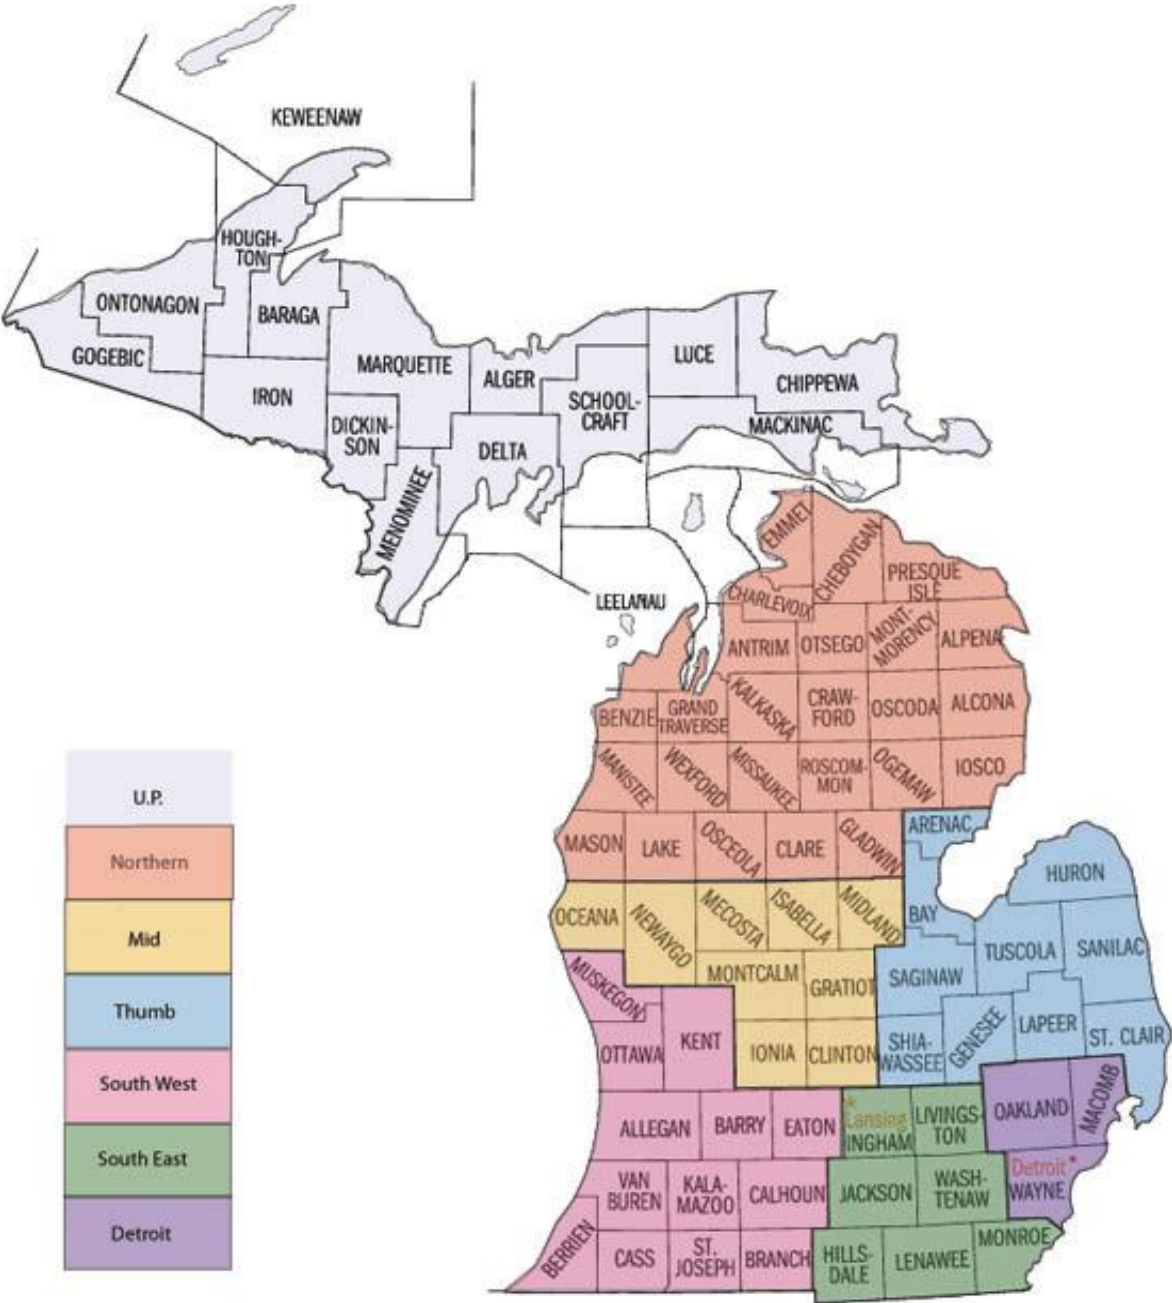 KEWEENAW
HOUGH-
TON
ONTONAGON
BARAGA
GOGEBIC
MARQUETTE
LUCE
ALGER
CHIPPEWA
IRON
SCHOOL-
CRAFT
DICKIN-
SON
MACKINAC
DELTA
MENOMINEE
EMMET
CHEBOYGAN
PRESQUE
ISLE
LEELANAU
CHARLEVOIX
ANTRIM
OTSEGO
MONT-
MORENCY
ALPENA
BENZIE
GRAND
TRAVERSE
KALKASKA
CRAW-
FORD
OSCODA
ALCONA
MANISTEE
WEXFORD
MISSAUKEE
ROSCOM-
MON
OGEMAW
IOSCO
MASON
LAKE
OSCEOLA
CLARE
GLADWIN
ARENAC
HURON
OCEANA
NEWAYGO
MECOSTA
ISABELLA
MIDLAND
BAY
TUSCOLA
SANILAC
MUSKEGON
MONTCALM
GRATIOT
SAGINAW
OTTAWA
KENT
IONIA
CLINTON
SHIA-
WASSEE
GENESEE
LAPEER
ST. CLAIR
ALLEGAN
BARRY
EATON
*
Lansing
INGHAM
LIVINGS-
TON
OAKLAND
MACOMB
VAN
BUREN
KALA-
MAZOO
CALHOUN
JACKSON
WASH-
TENAW
Detroit*
WAYNE
BERRIEN
CASS
ST.
JOSEPH
BRANCH
HILLS-
DALE
LENAWEE
MONROE
U.P.
Northern
Mid
Thumb
South West
South East
Detroit